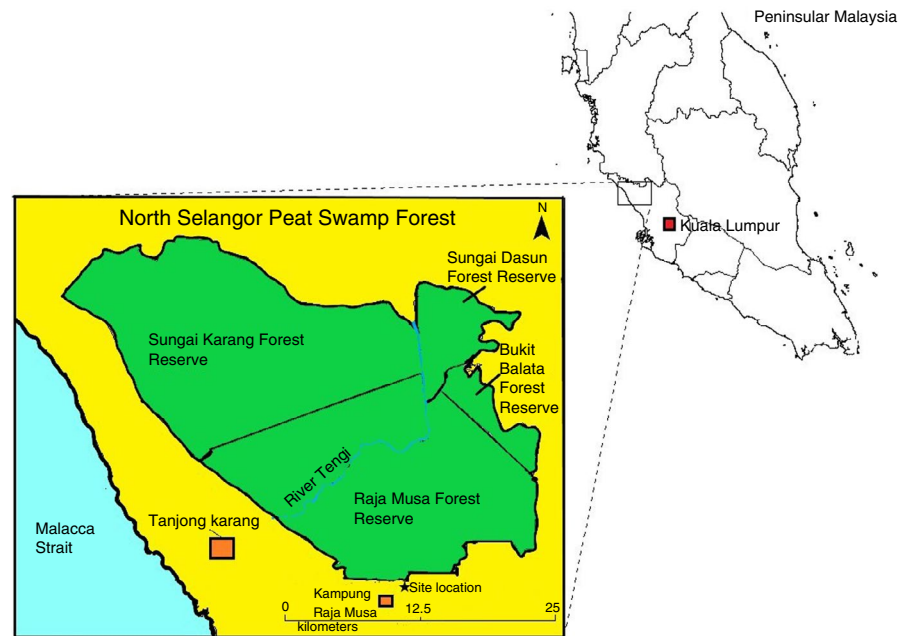 Peninsular Malaysia
Kuala Lumpur
North Selangor Peat Swamp Forest
N
Sungai Dasun
Forest Reserve
Sungai Karang Forest
Reserve
Bukit
Balata
Forest
Reserve
River Tengi
Raja Musa Forest
Reserve
Tanjong karang
Malacca
Strait
Site location
Kampung
Raja Musa
0 12.5 25
kilometers